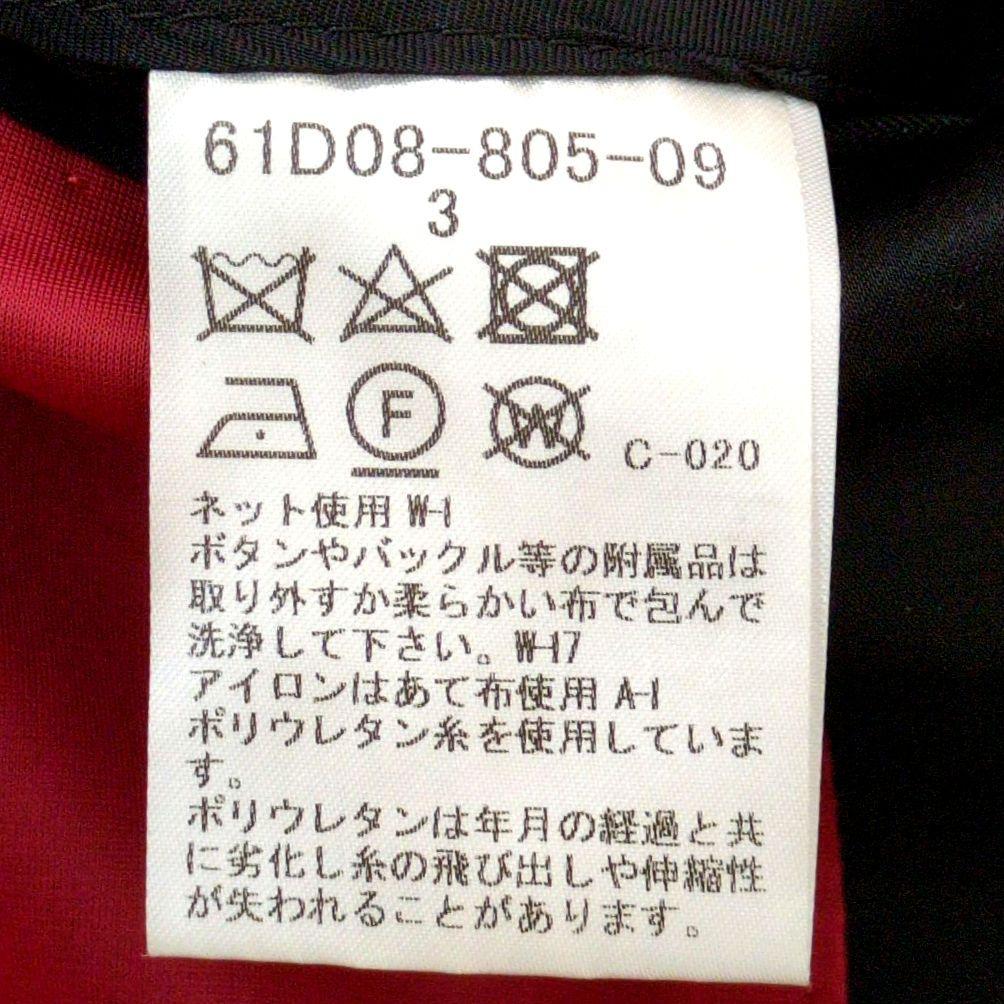 61D08-805-09
3
F
W
C-020
ネット使用 W-1
ボタンやバックル等の附属品は
取り外すか柔らかい布で包んで
洗浄して下さい。W-17
アイロンはあて布使用 A-1
ポリウレタン糸を使用していま
す。
ポリウレタンは年月の経過と共
に劣化し糸の飛び出しや伸縮性
が失われることがあります。